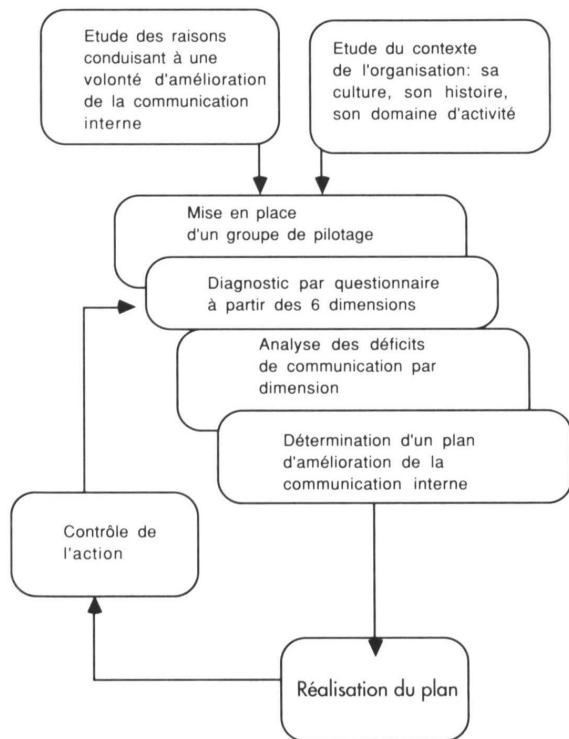 Etude des raisons
conduisant à une
volonté d'amélioration
de la communication
interne
Etude du contexte
de l'organisation: sa
culture, son histoire,
son domaine d'activité
Mise en place
d'un groupe de pilotage
Diagnostic par questionnaire
à partir des 6 dimensions
Analyse des déficits
de communication par
dimension
Détermination d'un plan
d'amélioration de la
communication interne
Contrôle de
l'action
Réalisation du plan